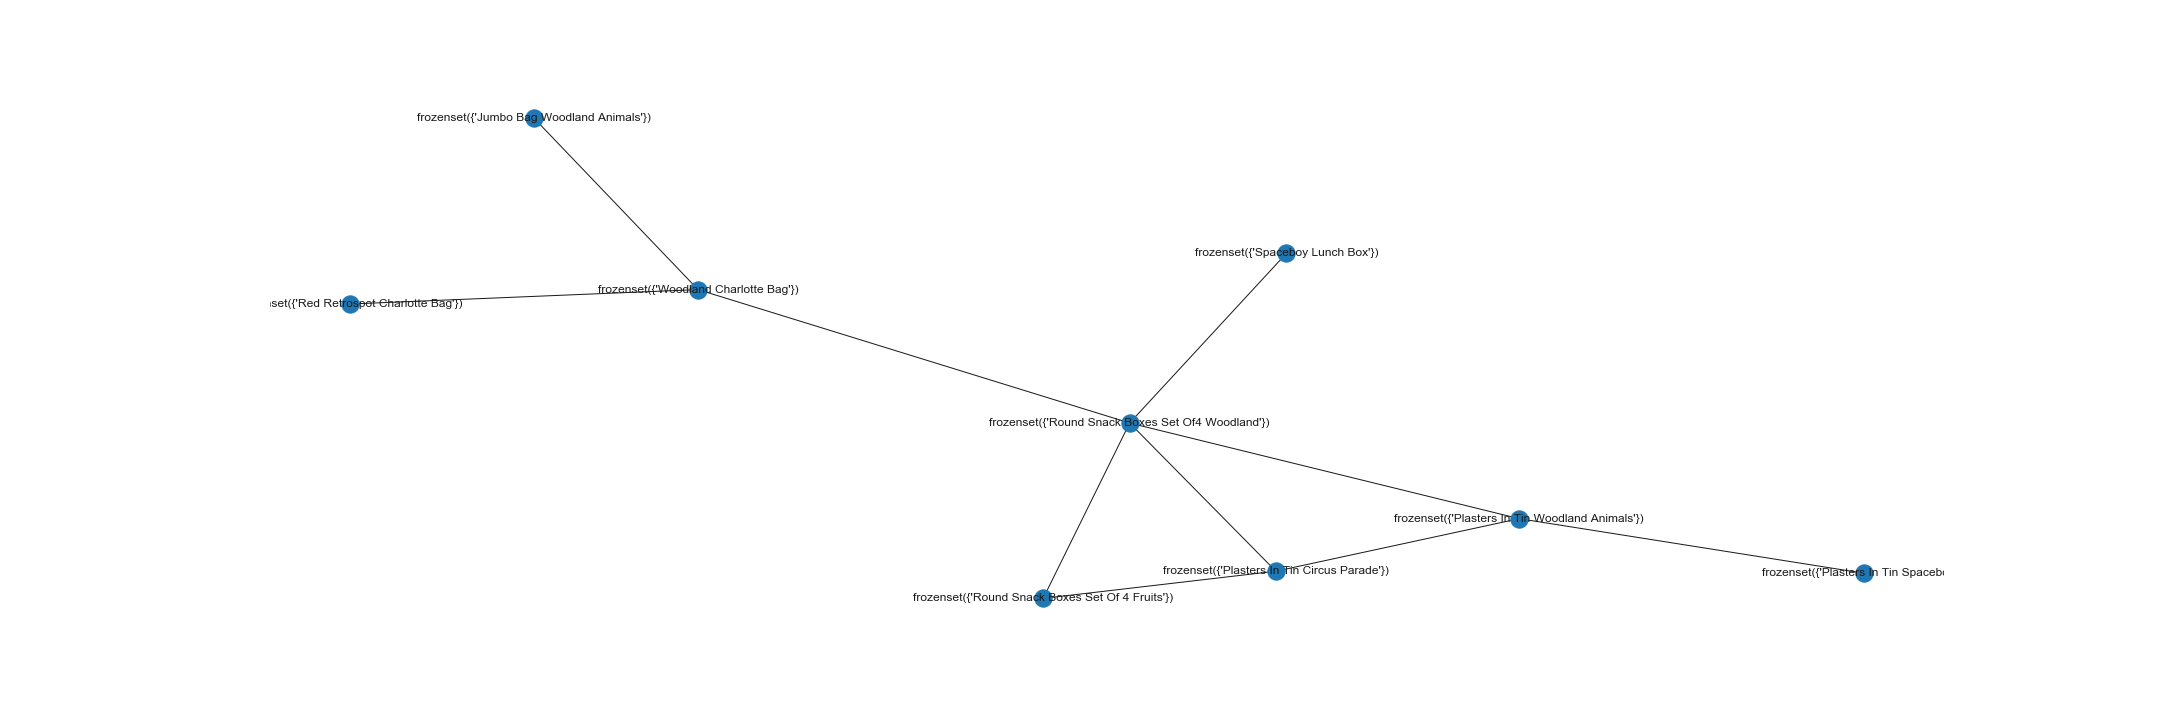 frozenset({'Jumbo Bag Woodland Animals'})
frozenset({'Spaceboy Lunch Box'})
frozenset({'Woodland Charlotte Bag'})
set({'Red Retrospot Charlotte Bag'})
frozenset({'Round Snack Boxes Set Of4 Woodland'})
frozenset({'Plasters In Tin Woodland Animals'})
frozenset({'Plasters In Tin Circus Parade'})
frozenset({'Plasters In Tin Spaceb
frozenset({'Round Snack Boxes Set Of 4 Fruits'})